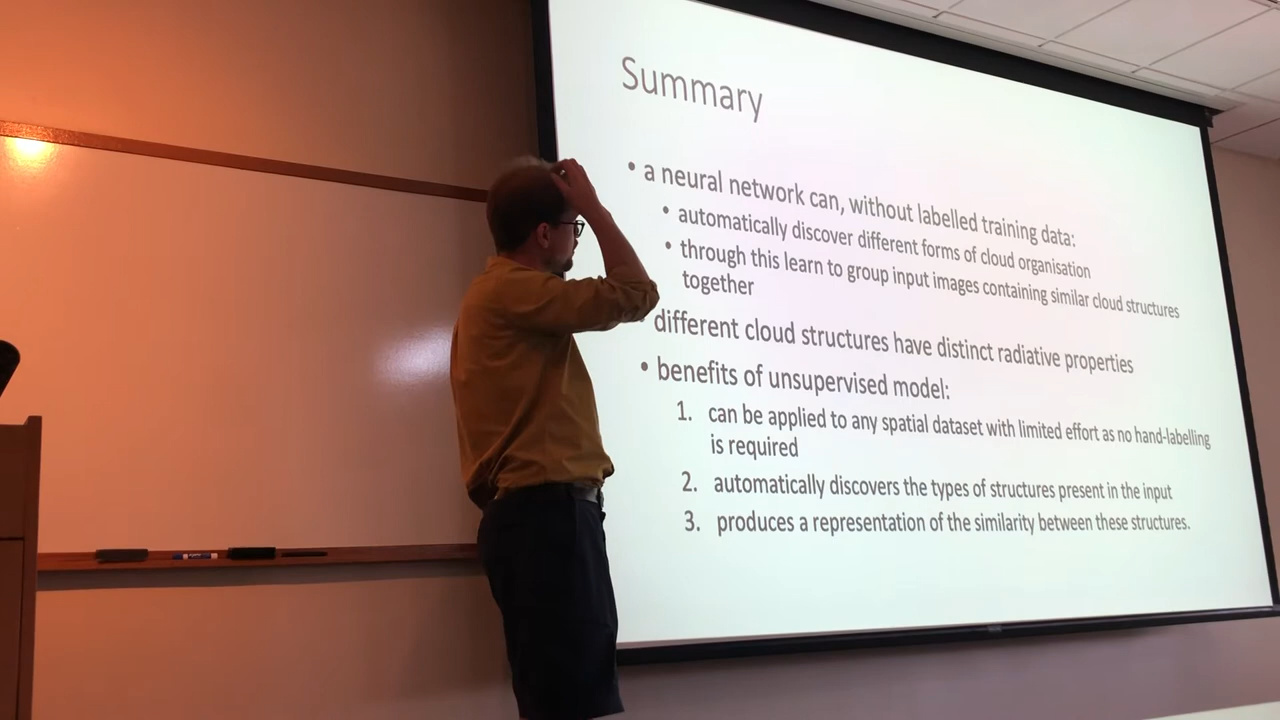 Summary
• a neural network can, without labelled training data:
• automatically discover different forms of cloud organisation
• through this learn to group input images containing similar cloud structures
together
• different cloud structures have distinct radiative properties
• benefits of unsupervised model:
1. can be applied to any spatial dataset with limited effort as no hand-labelling
is required
2. automatically discovers the types of structures present in the input
3. produces a representation of the similarity between these structures.